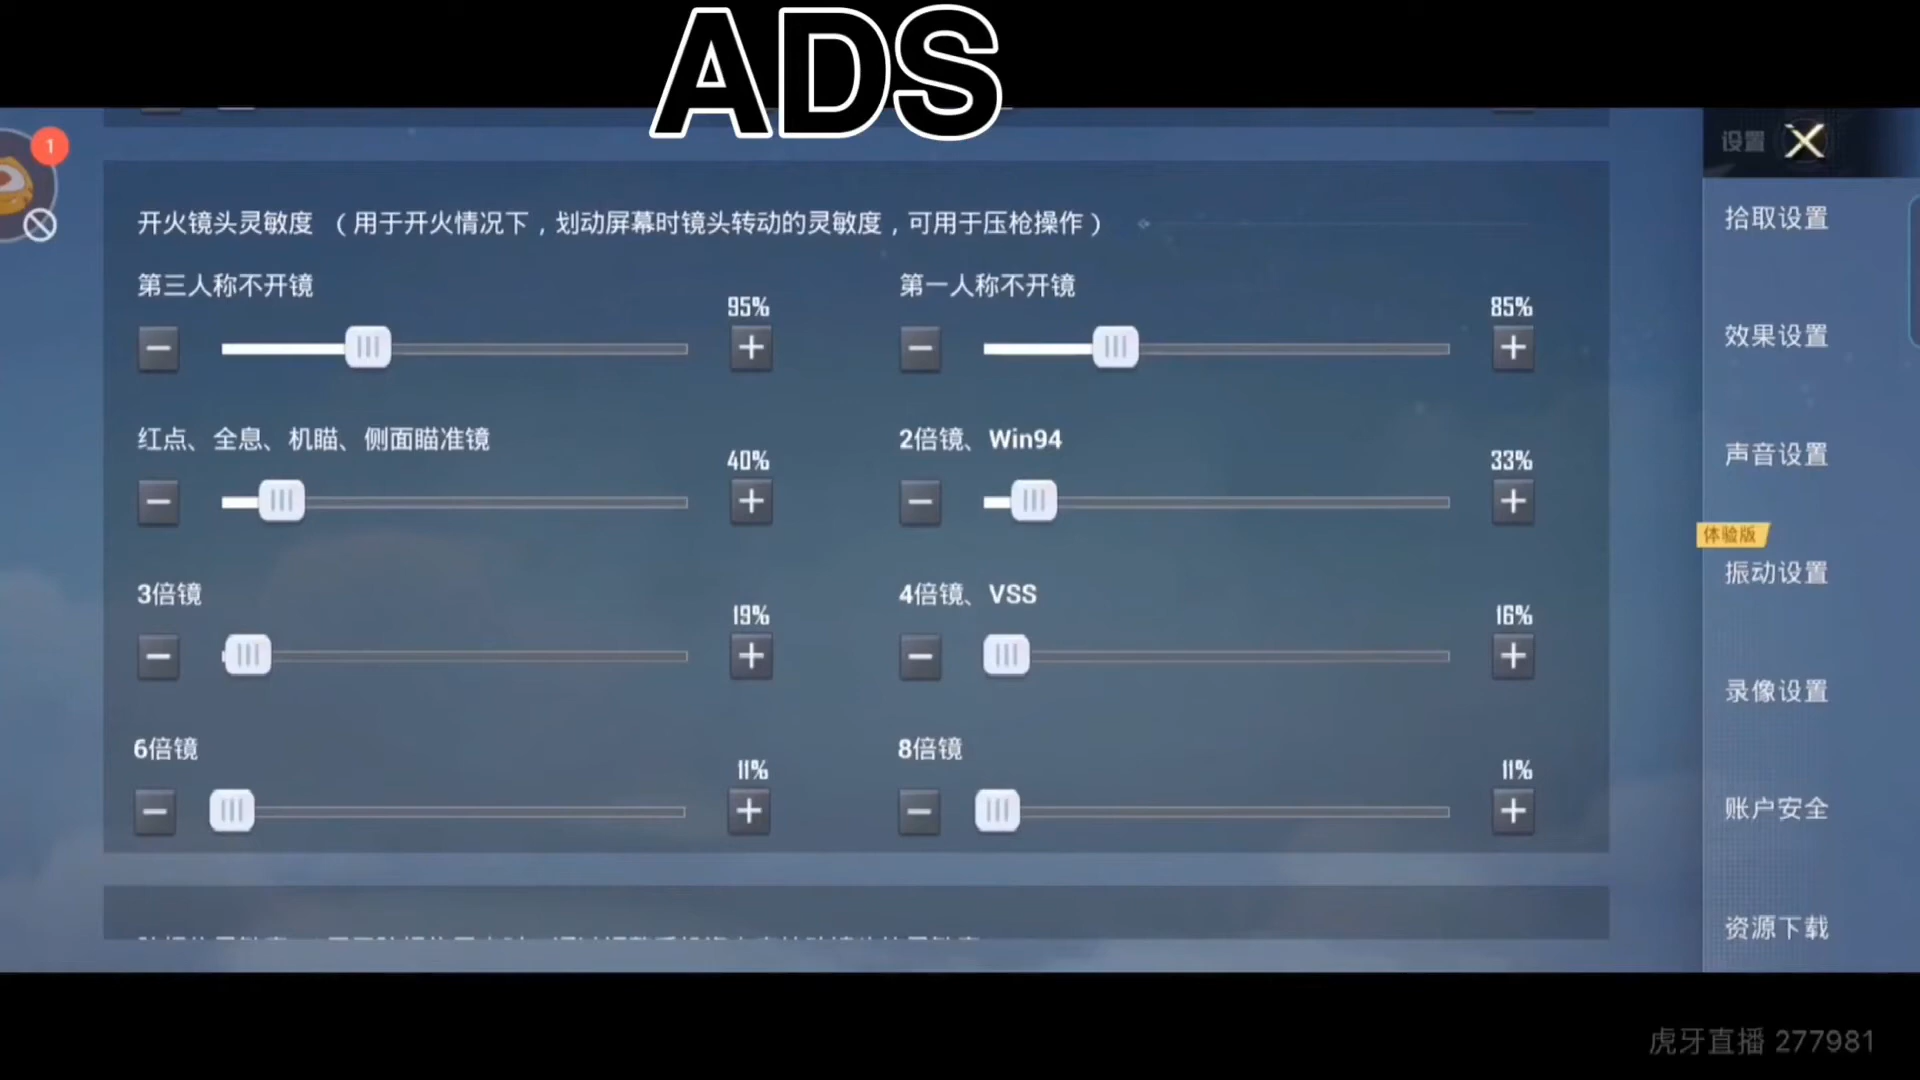 ADS
1
设置
开火镜头灵敏度 （用于开火情况下，划动屏幕时镜头转动的灵敏度，可用于压枪操作）
第三人称不开镜
95%
第一人称不开镜
85%
红点、全息、机瞄、侧面瞄准镜
40%
2倍镜、Win94
33%
3倍镜
19%
4倍镜、VSS
16%
6倍镜
11%
8倍镜
11%
拾取设置
效果设置
声音设置
体验版
振动设置
录像设置
账户安全
资源下载
虎牙直播 277981